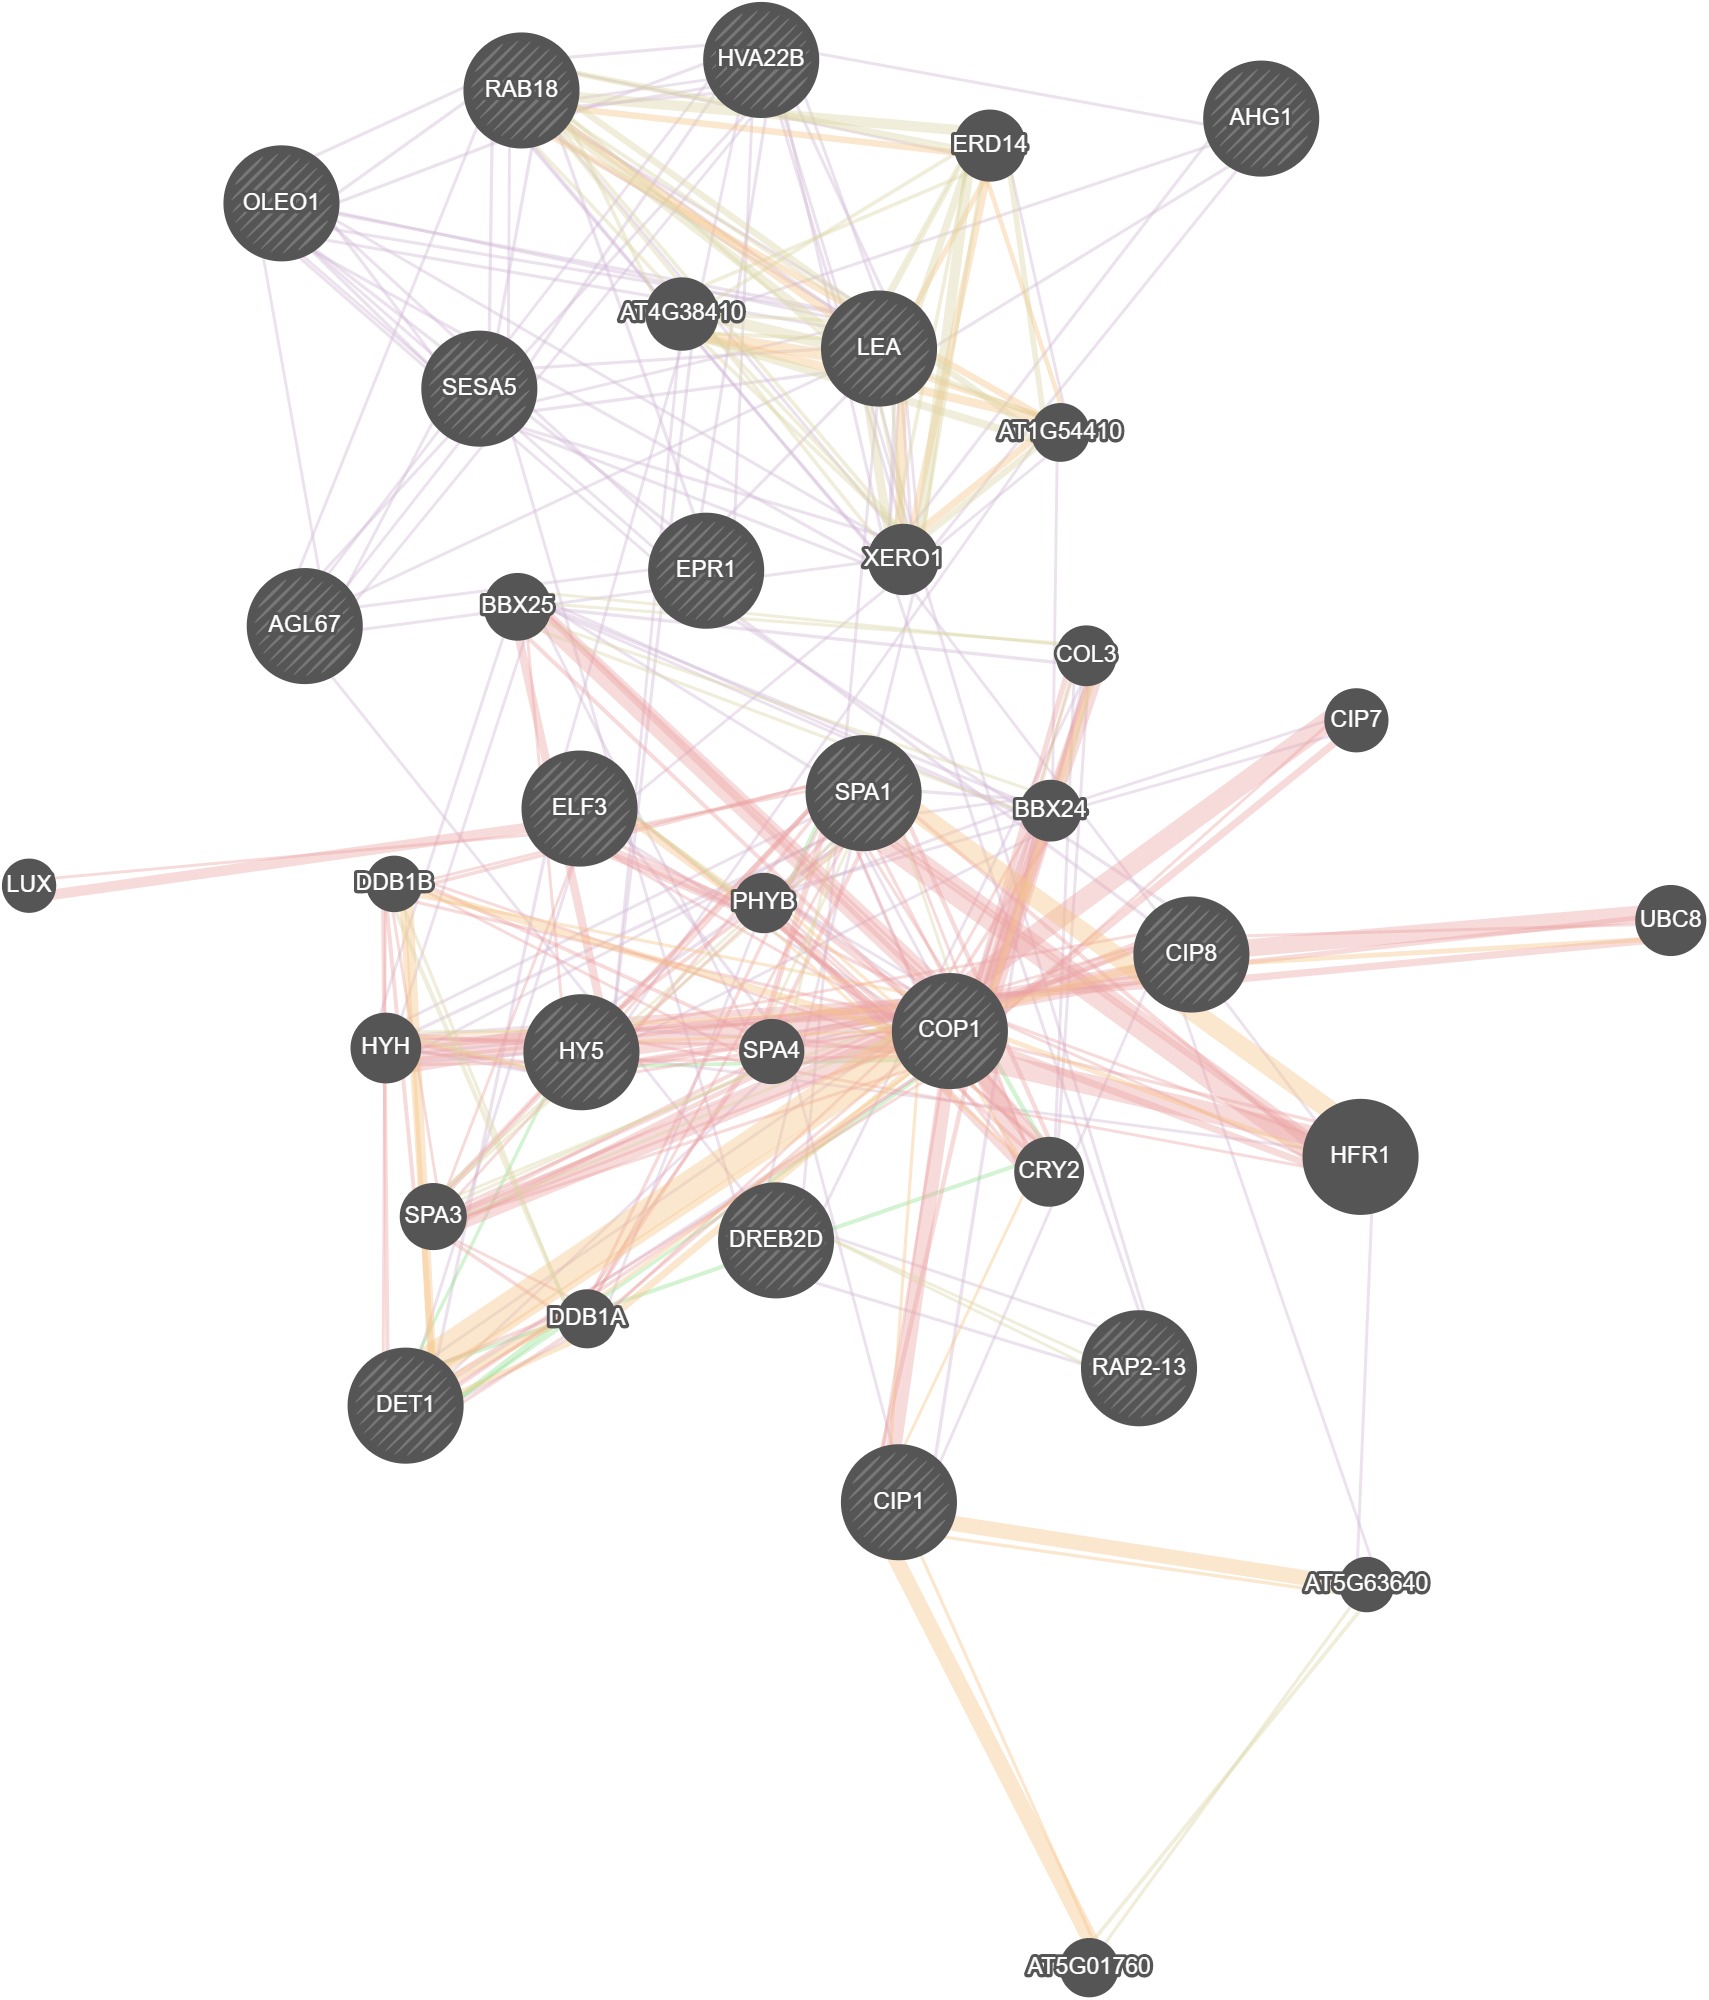 HVA22B
RAB18
AHG1
ERD14
OLEO1
AT4G38410
LEA
SESA5
AT1G54410
XERO1
EPR1
BBX25
AGL67
COL3
CIP7
SPA1
ELF3
BBX24
DDB1B
LUX
PHYB
UBC8
CIP8
COP1
HYH
HY5
SPA4
HFR1
CRY2
SPA3
DREB2D
DDB1A
RAP2-13
DET1
CIP1
AT5G63640
AT5G01760